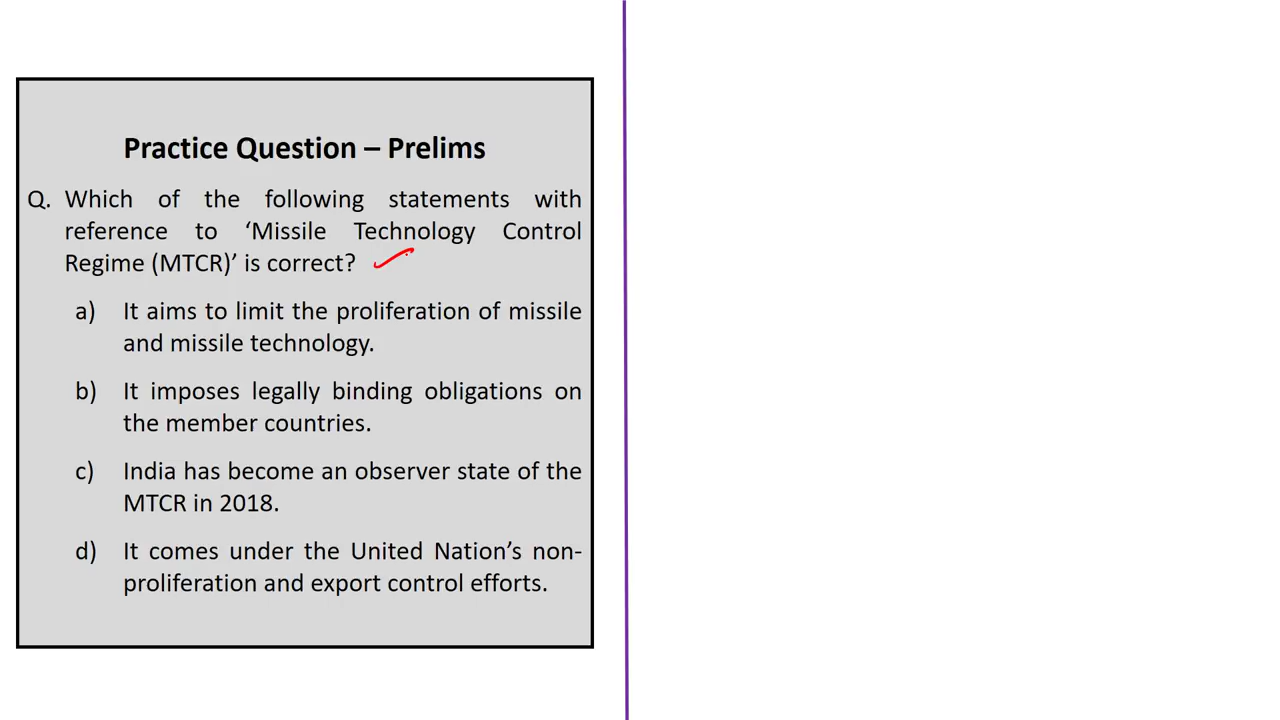 Practice Question – Prelims
Q. Which of the following statements with
reference to ‘Missile Technology Control
Regime (MTCR)’ is correct?
a) It aims to limit the proliferation of missile
and missile technology.
b) It imposes legally binding obligations on
the member countries.
c) India has become an observer state of the
MTCR in 2018.
d) It comes under the United Nation’s non-
proliferation and export control efforts.